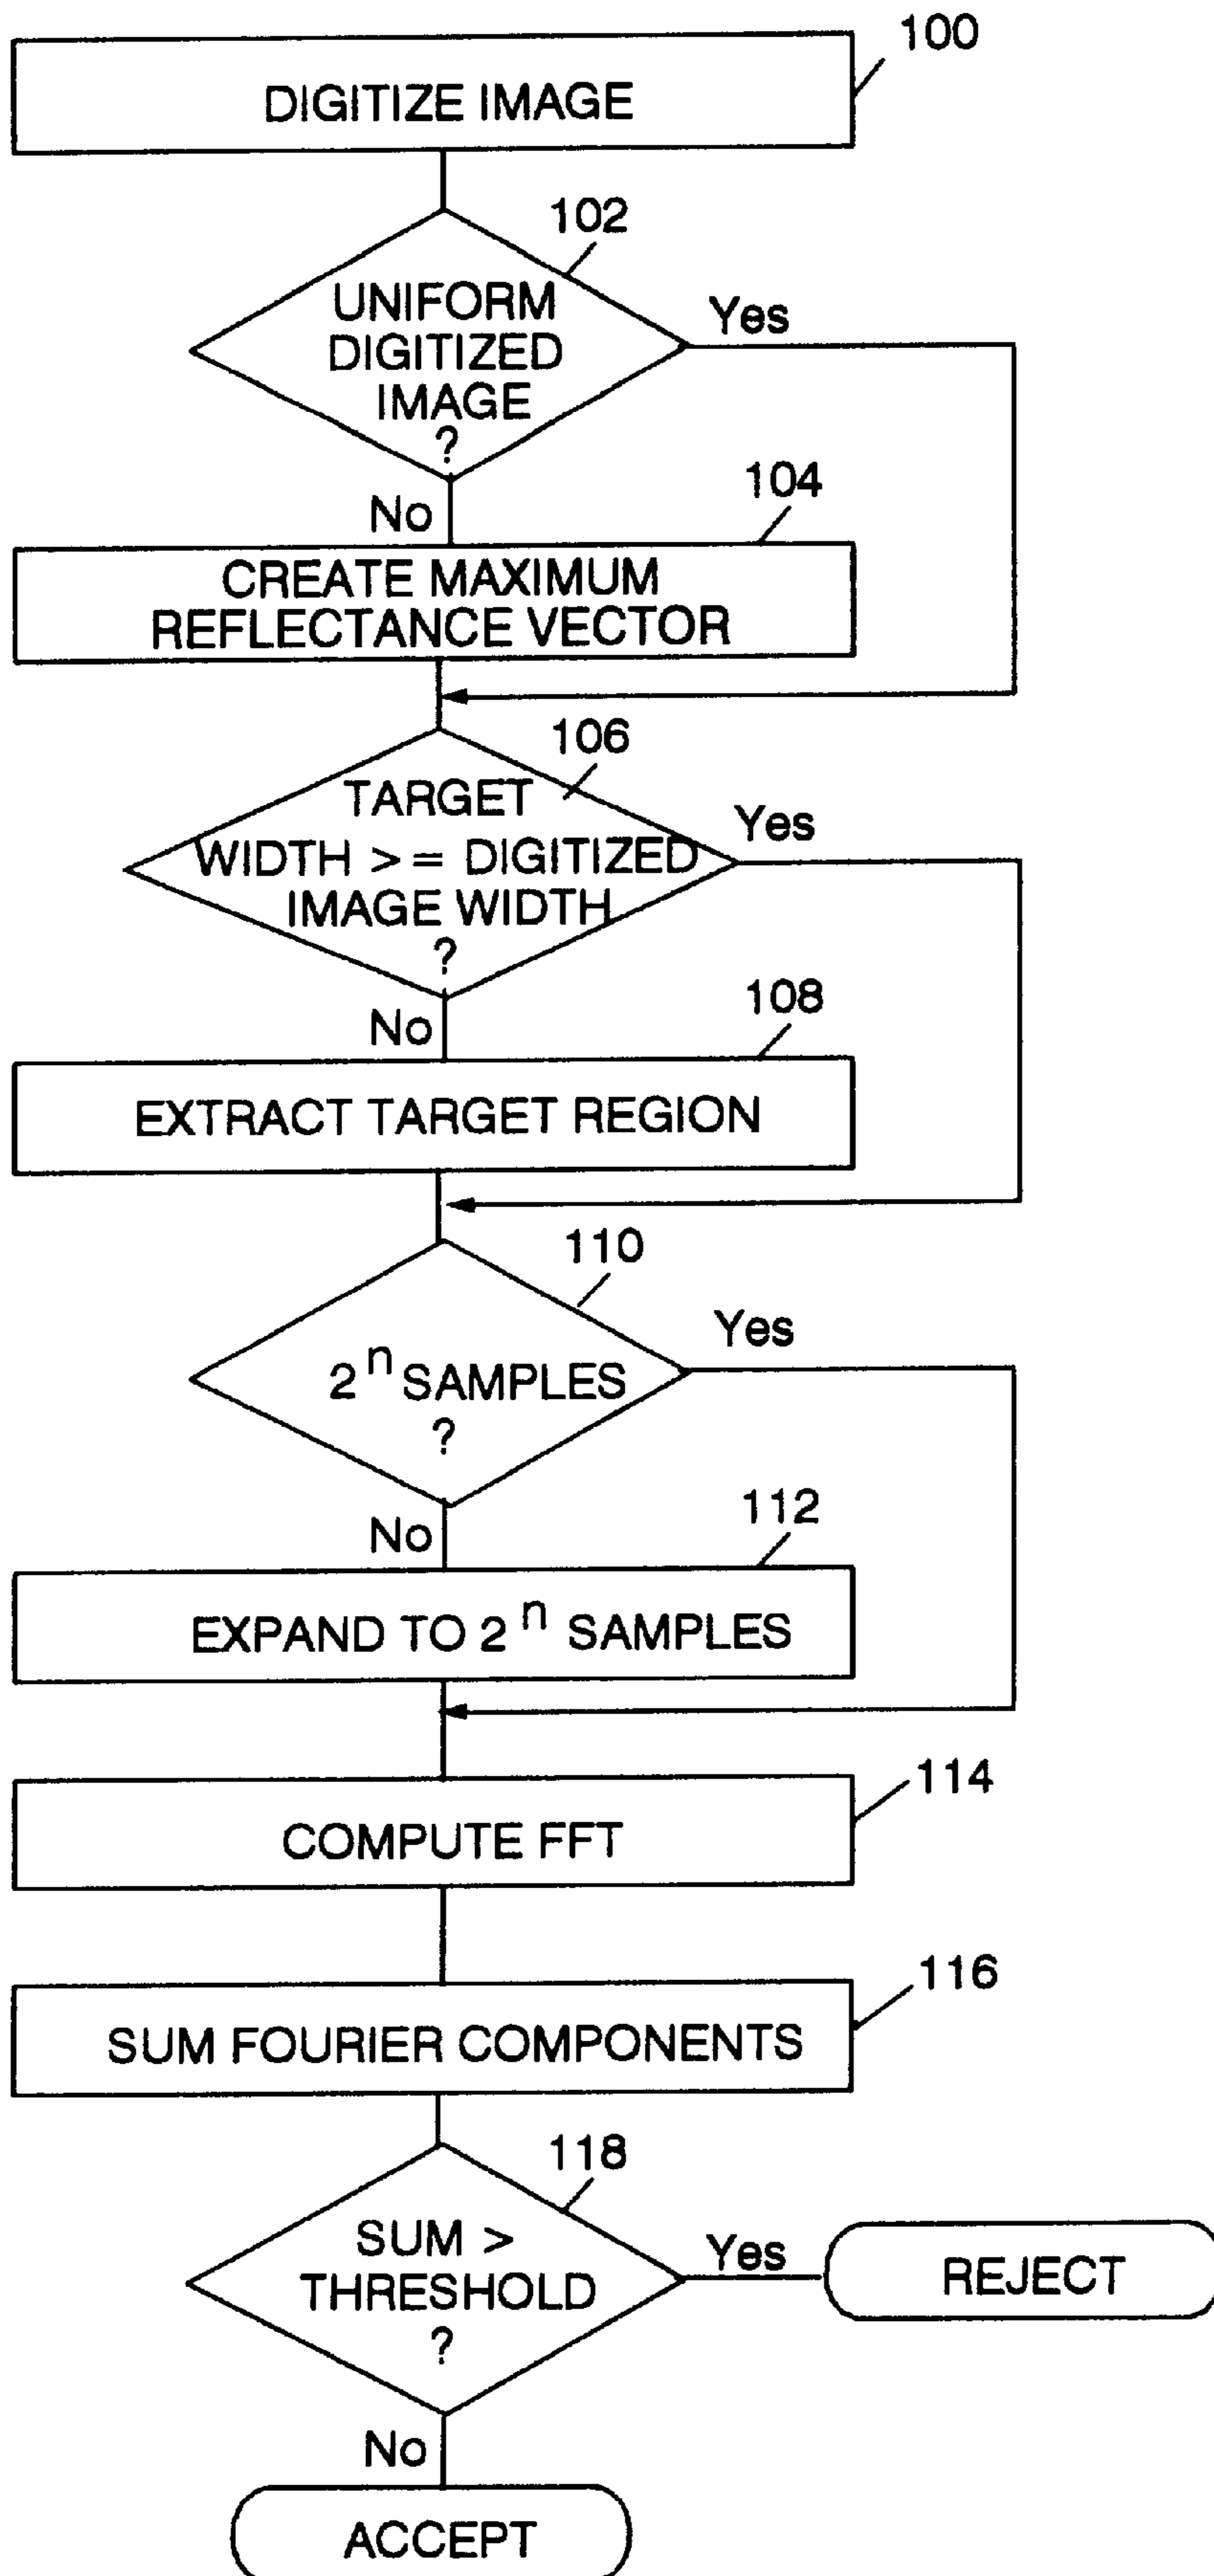 100
DIGITIZE IMAGE
102
UNIFORM
DIGITIZED
IMAGE
?
Yes
No
104
CREATE MAXIMUM
REFLECTANCE VECTOR
106
TARGET
WIDTH >= DIGITIZED
IMAGE WIDTH
?
Yes
No
108
EXTRACT TARGET REGION
110
2ⁿ SAMPLES
?
Yes
No
112
EXPAND TO 2ⁿ SAMPLES
114
COMPUTE FFT
116
SUM FOURIER COMPONENTS
118
SUM >
THRESHOLD
?
Yes
REJECT
No
ACCEPT